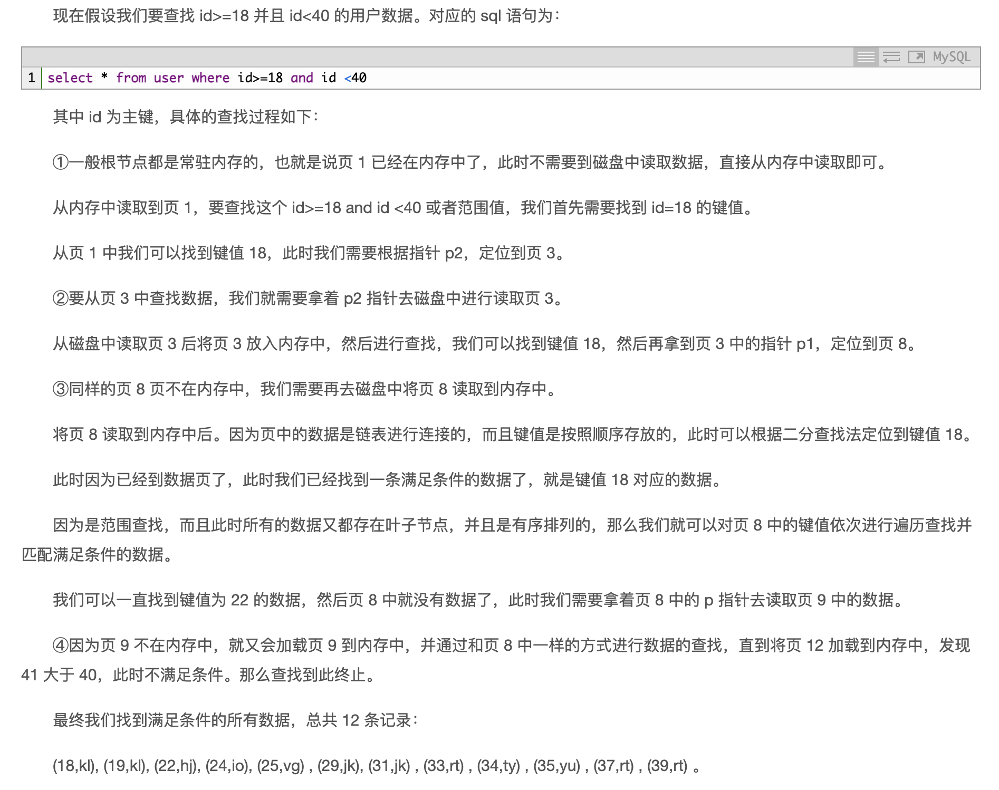 现在假设我们要查找 id>=18 并且 id<40 的用户数据。对应的 sql 语句为：
MySQL
1 select * from user where id>=18 and id <40
其中 id 为主键，具体的查找过程如下：
①一般根节点都是常驻内存的，也就是说页 1 已经在内存中了，此时不需要到磁盘中读取数据，直接从内存中读取即可。
从内存中读取到页 1，要查找这个 id>=18 and id <40 或者范围值，我们首先需要找到 id=18 的键值。
从页 1 中我们可以找到键值 18，此时我们需要根据指针 p2，定位到页 3。
②要从页 3 中查找数据，我们就需要拿着 p2 指针去磁盘中进行读取页 3。
从磁盘中读取页 3 后将页 3 放入内存中，然后进行查找，我们可以找到键值 18，然后再拿到页 3 中的指针 p1，定位到页 8。
③同样的页 8 页不在内存中，我们需要再去磁盘中将页 8 读取到内存中。
将页 8 读取到内存中后。因为页中的数据是链表进行连接的，而且键值是按照顺序存放的，此时可以根据二分查找法定位到键值 18。
此时因为已经到数据页了，此时我们已经找到一条满足条件的数据了，就是键值 18 对应的数据。
因为是范围查找，而且此时所有的数据又都存在叶子节点，并且是有序排列的，那么我们就可以对页 8 中的键值依次进行遍历查找并
匹配满足条件的数据。
我们可以一直找到键值为 22 的数据，然后页 8 中就没有数据了，此时我们需要拿着页 8 中的 p 指针去读取页 9 中的数据。
④因为页 9 不在内存中，就又会加载页 9 到内存中，并通过和页 8 中一样的方式进行数据的查找，直到将页 12 加载到内存中，发现
41 大于 40，此时不满足条件。那么查找到此终止。
最终我们找到满足条件的所有数据，总共 12 条记录：
(18,kl), (19,kl), (22,hj), (24,io), (25,vg) , (29,jk), (31,jk) , (33,rt) , (34,ty) , (35,yu) , (37,rt) , (39,rt) 。